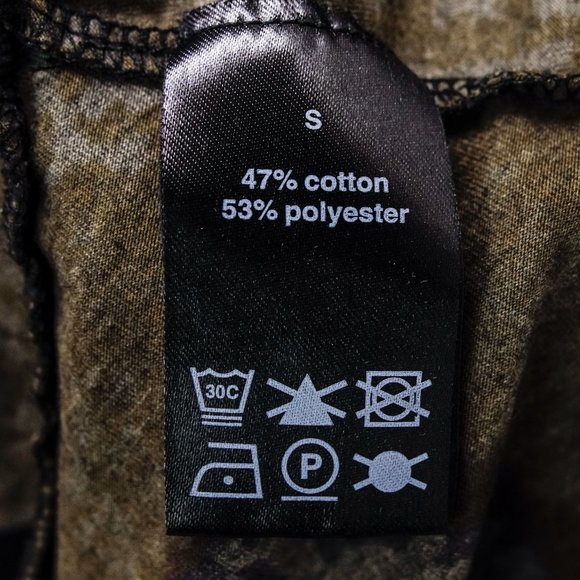 S
47% cotton
53% polyester
30C
P